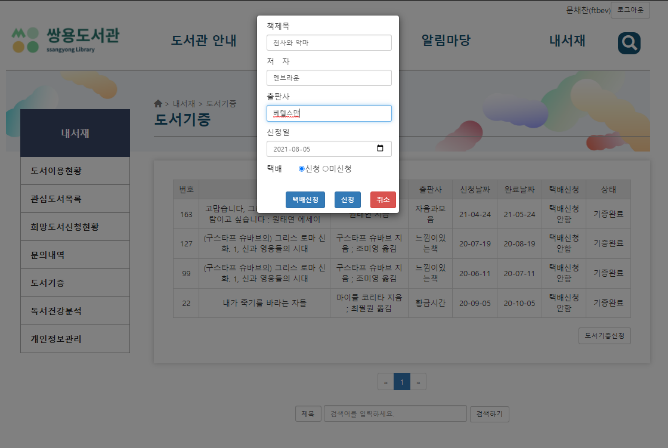 문채진(ftbev) 로그아웃
쌍용도서관
ssangyong Library
도서관 안내
알림마당
내서재
책제목
천사와 악마
저 자
댄브라운
출판사
베텔스만
신청일
2021-08-05
택배 신청 미신청
택배신청 신청 취소
내서재
> 내서재 > 도서기증
도서기증
도서이용현황
관심도서목록
희망도서신청현황
문의내역
도서기증
독서건강분석
개인정보관리
번호 출판사 신청날짜 완료날짜 택배신청 상태
163 고맙습니다, 그
람이고 싶습니다 : 원태연 에세이
자음과모음 21-04-24 21-05-24 택배신청안함 기증완료
127 (구스타프 슈바브의) 그리스 로마 신화. 1, 신과 영웅들의 시대 구스타프 슈바브 지음 ; 조미영 옮김 느낌이있는책 20-07-19 20-08-19 택배신청안함 기증완료
99 (구스타프 슈바브의) 그리스 로마 신화. 1, 신과 영웅들의 시대 구스타프 슈바브 지음 ; 조미영 옮김 느낌이있는책 20-06-11 20-07-11 택배신청안함 기증완료
22 내가 죽기를 바라는 자들 마이클 코리타 지음 ; 최필원 옮김 황금시간 20-09-05 20-10-05 택배신청안함 기증완료
도서기증신청
« 1 »
제목 검색어를 입력하세요. 검색하기